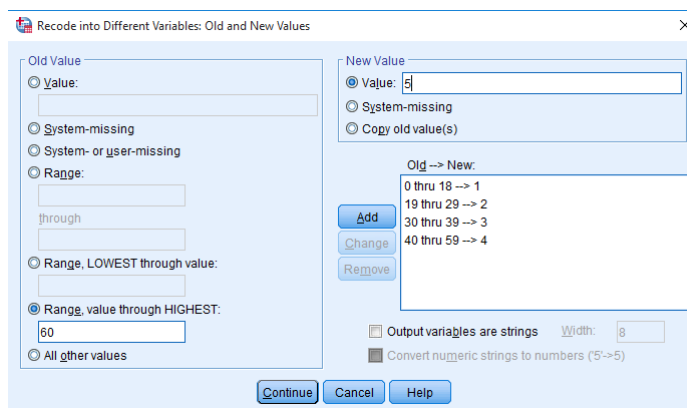 Recode into Different Variables: Old and New Values
Old Value
Value:
System-missing
System- or user-missing
Range:
through
Range, LOWEST through value:
Range, value through HIGHEST:
60
All other values
New Value
Value: 5
System-missing
Copy old value(s)
Old --> New:
0 thru 18 --> 1
19 thru 29 --> 2
30 thru 39 --> 3
40 thru 59 --> 4
Add
Change
Remove
Output variables are strings Width: 8
Convert numeric strings to numbers ('5'->5)
Continue Cancel Help